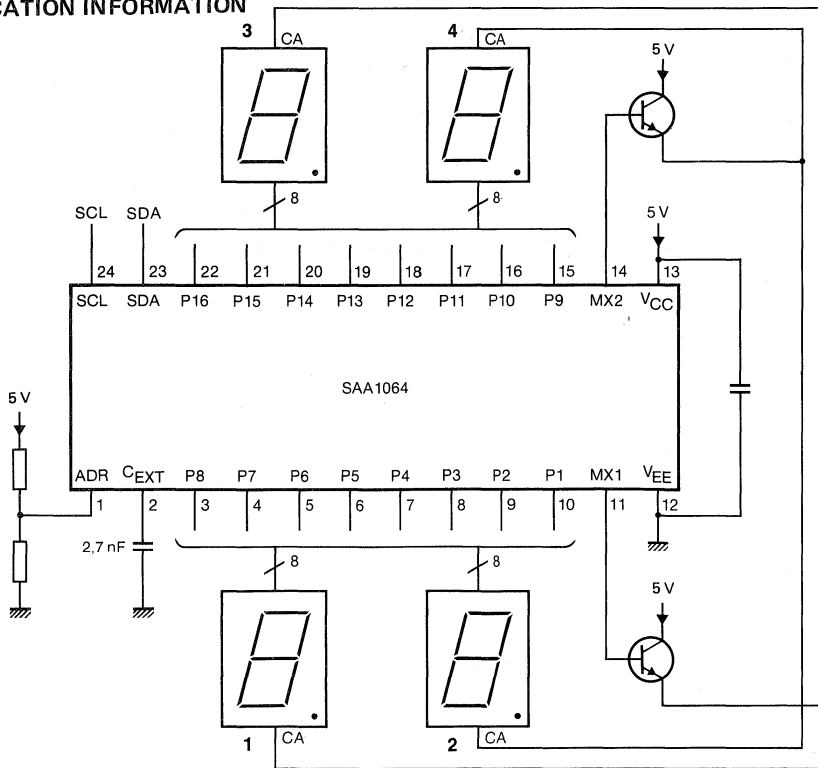 CATION INFORMATION
3 CA 4 CA
5 V
8 8
SCL SDA
5 V
24 23 22 21 20 19 18 17 16 15 14 13
SCL SDA P16 P15 P14 P13 P12 P11 P10 P9 MX2 VCC
SAA1064
5 V
ADR CEXT P8 P7 P6 P5 P4 P3 P2 P1 MX1 VEE
1 2 3 4 5 6 7 8 9 10 11 12
2,7 nF
8 8
5 V
1 CA 2 CA